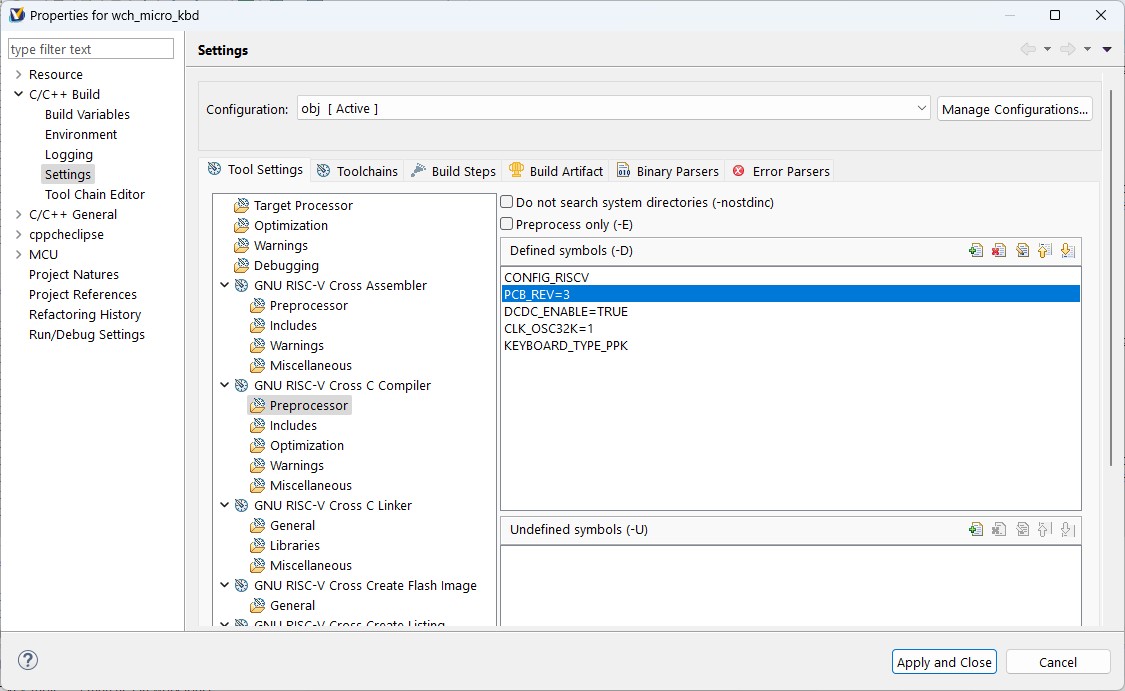 Properties for wch_micro_kbd
type filter text
Resource
C/C++ Build
Build Variables
Environment
Logging
Settings
Tool Chain Editor
C/C++ General
cppcheclipse
MCU
Project Natures
Project References
Refactoring History
Run/Debug Settings
Settings
Configuration: obj [ Active ] Manage Configurations...
Tool Settings Toolchains Build Steps Build Artifact Binary Parsers Error Parsers
Target Processor
Optimization
Warnings
Debugging
GNU RISC-V Cross Assembler
Preprocessor
Includes
Warnings
Miscellaneous
GNU RISC-V Cross C Compiler
Preprocessor
Includes
Optimization
Warnings
Miscellaneous
GNU RISC-V Cross C Linker
General
Libraries
Miscellaneous
GNU RISC-V Cross Create Flash Image
General
GNU RISC-V Cross Create Listing
Do not search system directories (-nostdinc)
Preprocess only (-E)
Defined symbols (-D)
CONFIG_RISCV
PCB_REV=3
DCDC_ENABLE=TRUE
CLK_OSC32K=1
KEYBOARD_TYPE_PPK
Undefined symbols (-U)
Apply and Close Cancel